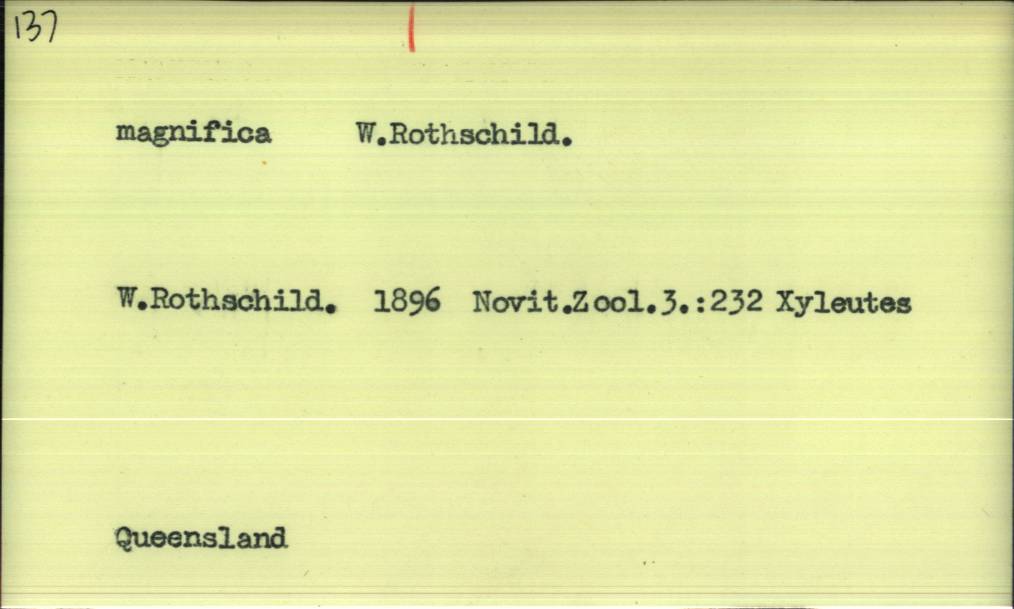 137
magnifica W.Rothschild.
W.Rothschild. 1896 Novit.Zool.3.:232 Xyleutes
Queensland